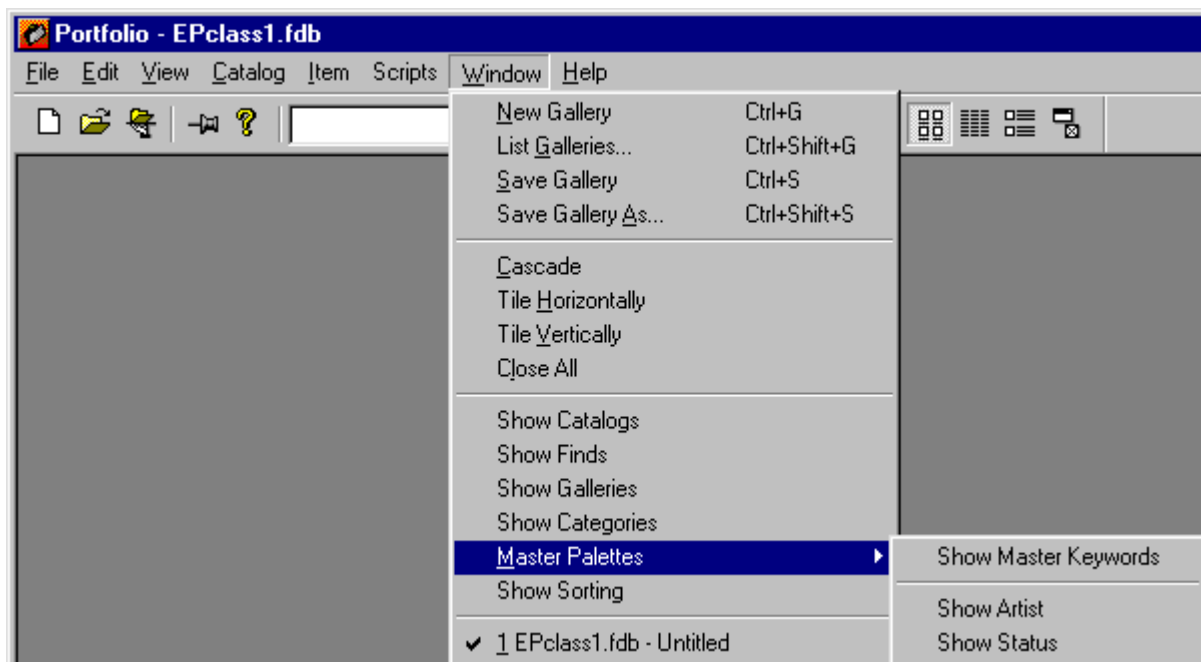 Portfolio - EPclass1.fdb
File Edit View Catalog Item Scripts Window Help
New Gallery Ctrl+G
List Galleries... Ctrl+Shift+G
Save Gallery Ctrl+S
Save Gallery As... Ctrl+Shift+S
Cascade
Tile Horizontally
Tile Vertically
Close All
Show Catalogs
Show Finds
Show Galleries
Show Categories
Master Palettes Show Master Keywords
Show Sorting Show Artist
1 EPclass1.fdb - Untitled Show Status